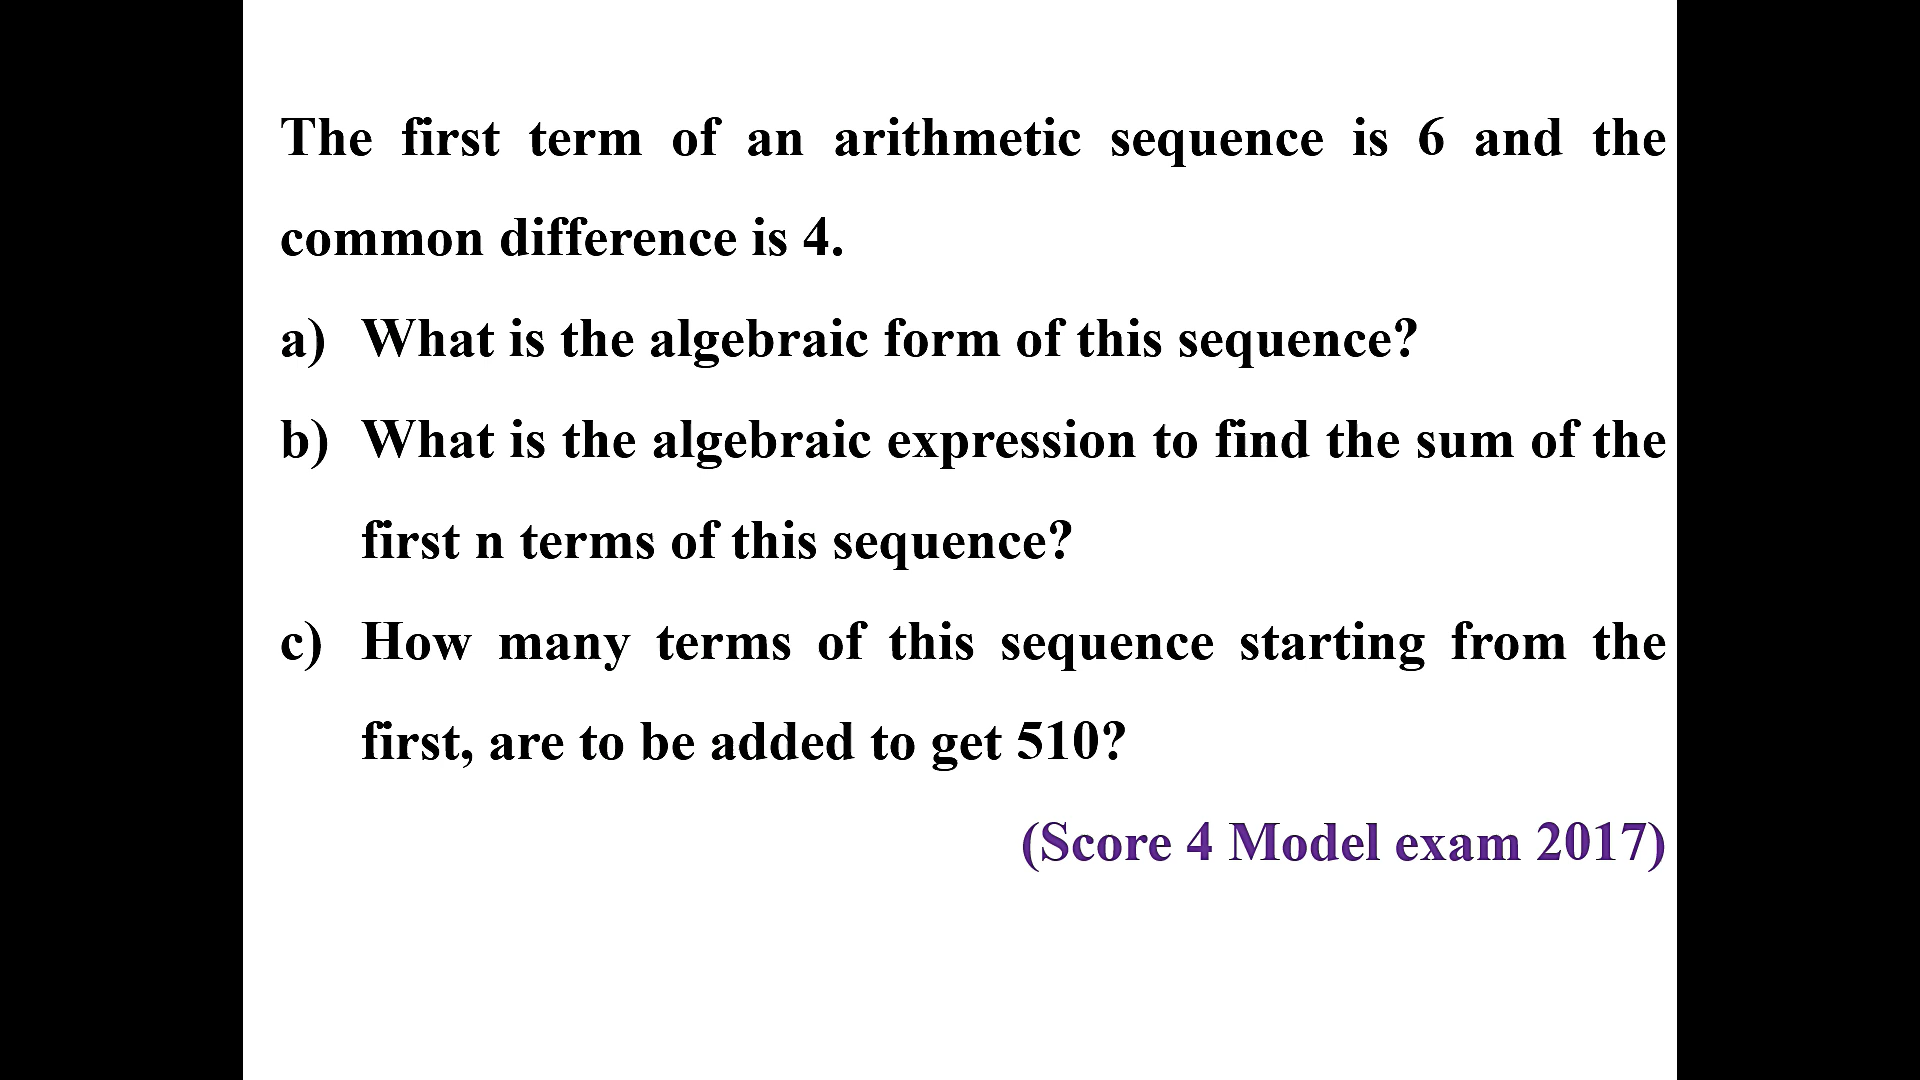 The first term of an arithmetic sequence is 6 and the
common difference is 4.
a) What is the algebraic form of this sequence?
b) What is the algebraic expression to find the sum of the
first n terms of this sequence?
c) How many terms of this sequence starting from the
first, are to be added to get 510?
(Score 4 Model exam 2017)